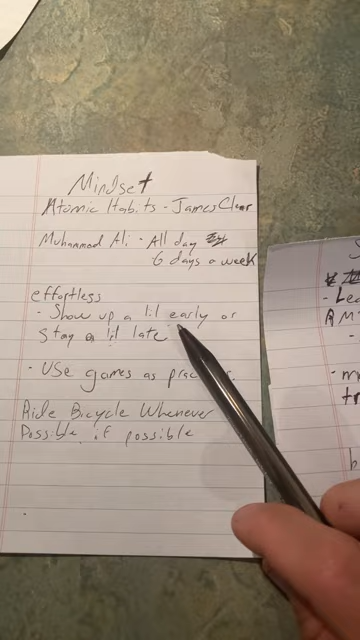 Mindset
Atomic Habits - James Clear
Muhammad Ali - All day
6 days a week
effortless
- Show up a lil early or
stay a lil late
- Use games as
Ride Bicycle Whenever
Possible, if possible
- Lea